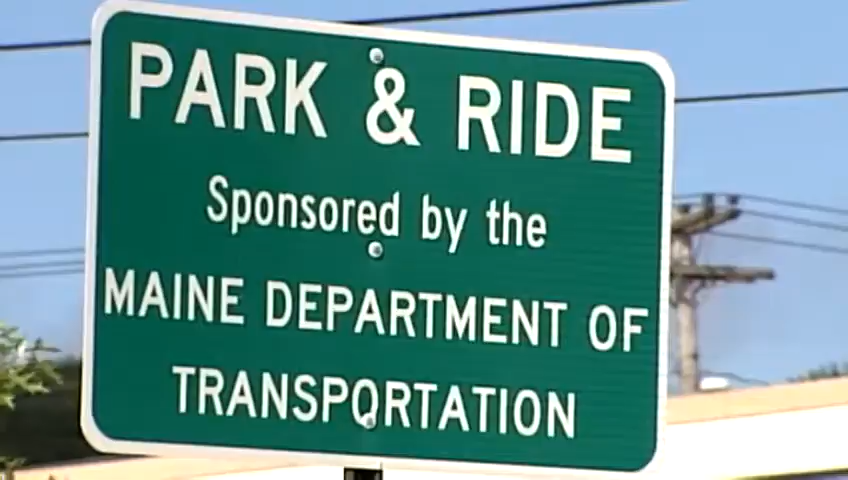 PARK & RIDE
Sponsored by the
MAINE DEPARTMENT OF
TRANSPORTATION